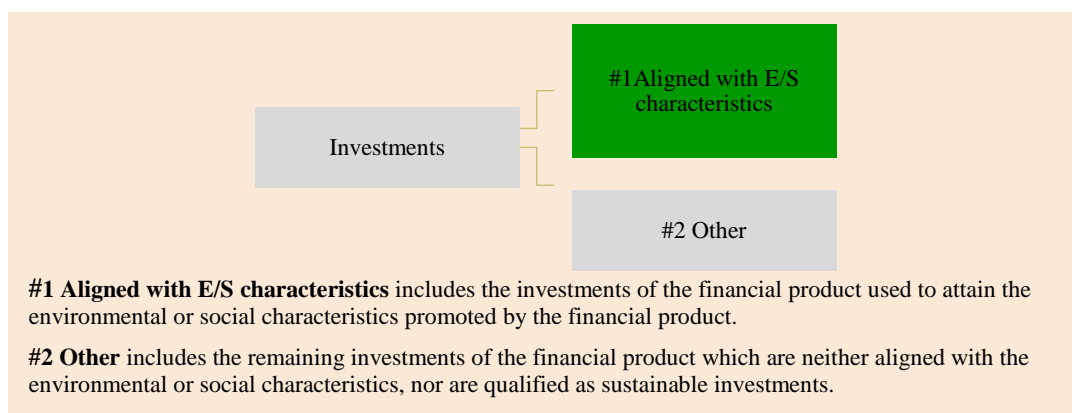 #1Aligned with E/S
characteristics
Investments
#2 Other
#1 Aligned with E/S characteristics includes the investments of the financial product used to attain the
environmental or social characteristics promoted by the financial product.
#2 Other includes the remaining investments of the financial product which are neither aligned with the
environmental or social characteristics, nor are qualified as sustainable investments.